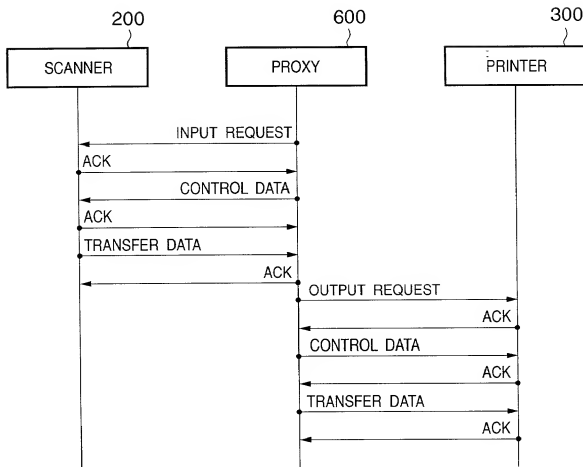 200
600
300
SCANNER
PROXY
PRINTER
INPUT REQUEST
ACK
CONTROL DATA
ACK
TRANSFER DATA
ACK
OUTPUT REQUEST
ACK
CONTROL DATA
ACK
TRANSFER DATA
ACK